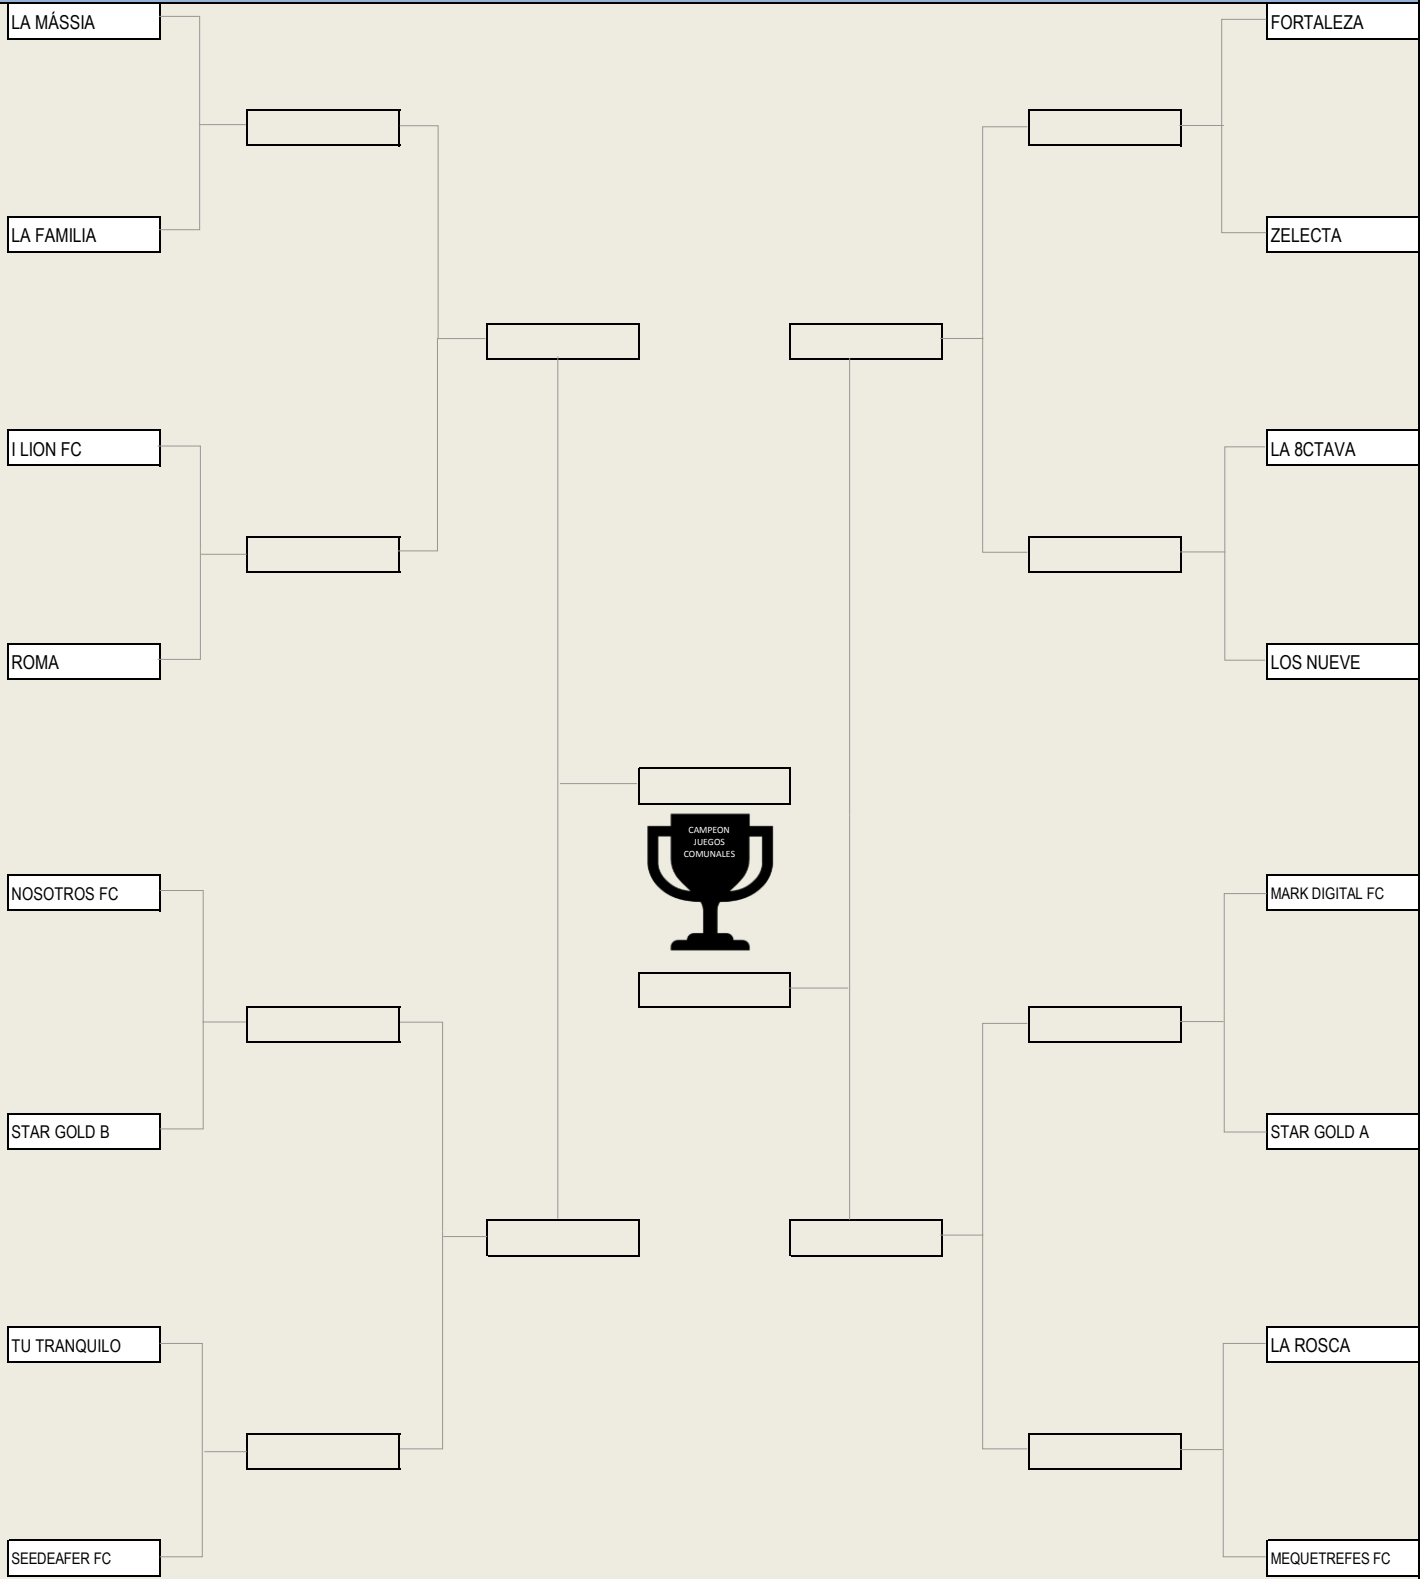 LA MÁSSIA
FORTALEZA
LA FAMILIA
ZELECTA
I LION FC
LA 8CTAVA
ROMA
LOS NUEVE
CAMPEON
JUEGOS
COMUNALES
NOSOTROS FC
MARK DIGITAL FC
STAR GOLD B
STAR GOLD A
TU TRANQUILO
LA ROSCA
SEEDEAFER FC
MEQUETREFES FC